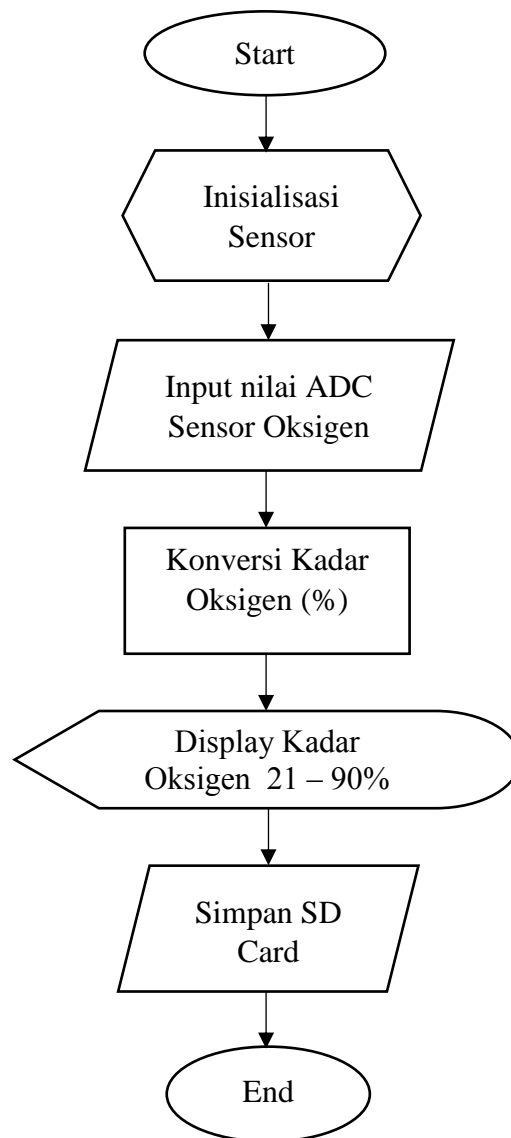 Start
Inisialisasi
Sensor
Input nilai ADC
Sensor Oksigen
Konversi Kadar
Oksigen (%)
Display Kadar
Oksigen 21 – 90%
Simpan SD
Card
End